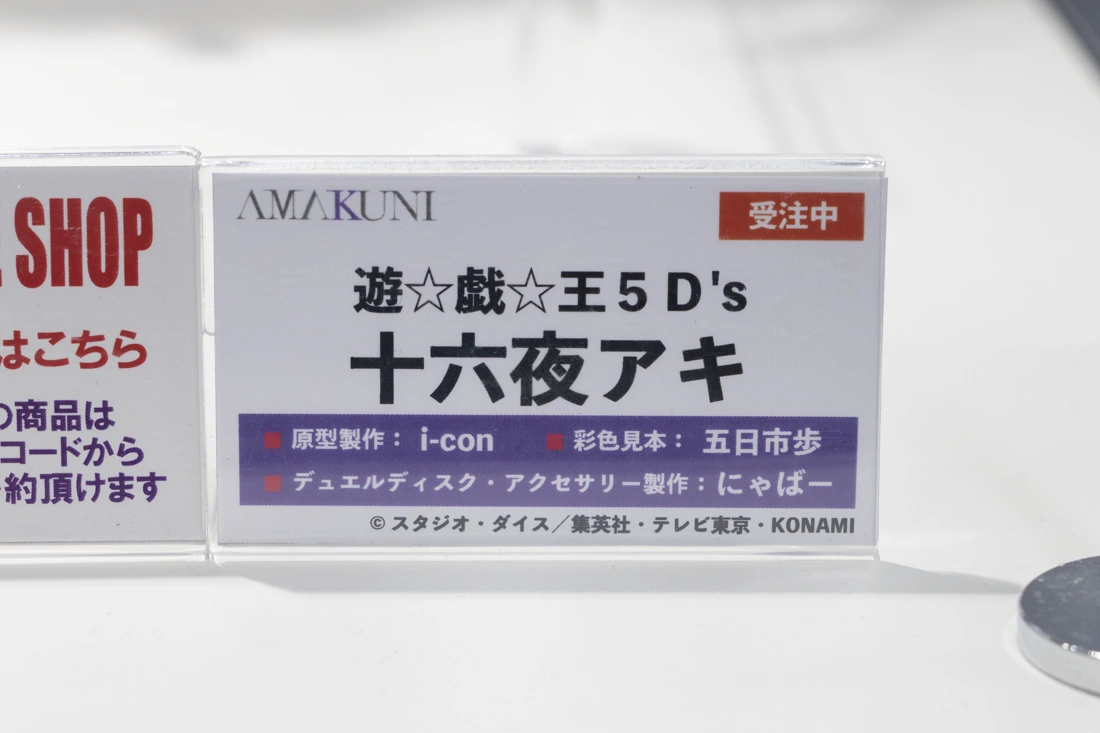 SHOP
はこちら
の商品は
コードから
約頂けます
AMAKUNI
受注中
遊☆戯☆王5D's
十六夜アキ
■ 原型製作： i-con ■ 彩色見本： 五日市歩
■ デュエルディスク・アクセサリー製作：にゃばー
© スタジオ・ダイス／集英社・テレビ東京・KONAMI